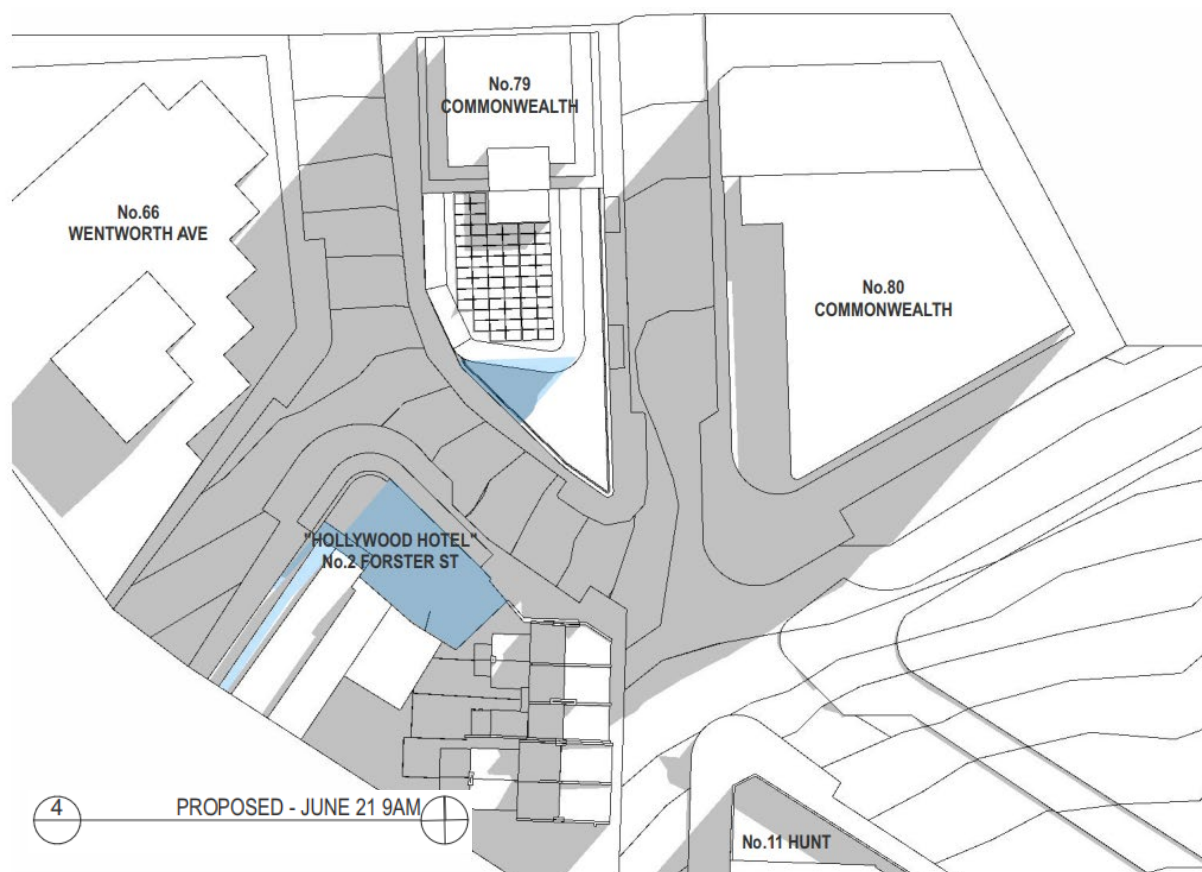 No.79
COMMONWEALTH
No.66
WENTWORTH AVE
No.80
COMMONWEALTH
"HOLLYWOOD HOTEL"
No.2 FORSTER ST
4
PROPOSED - JUNE 21 9AM
No.11 HUNT